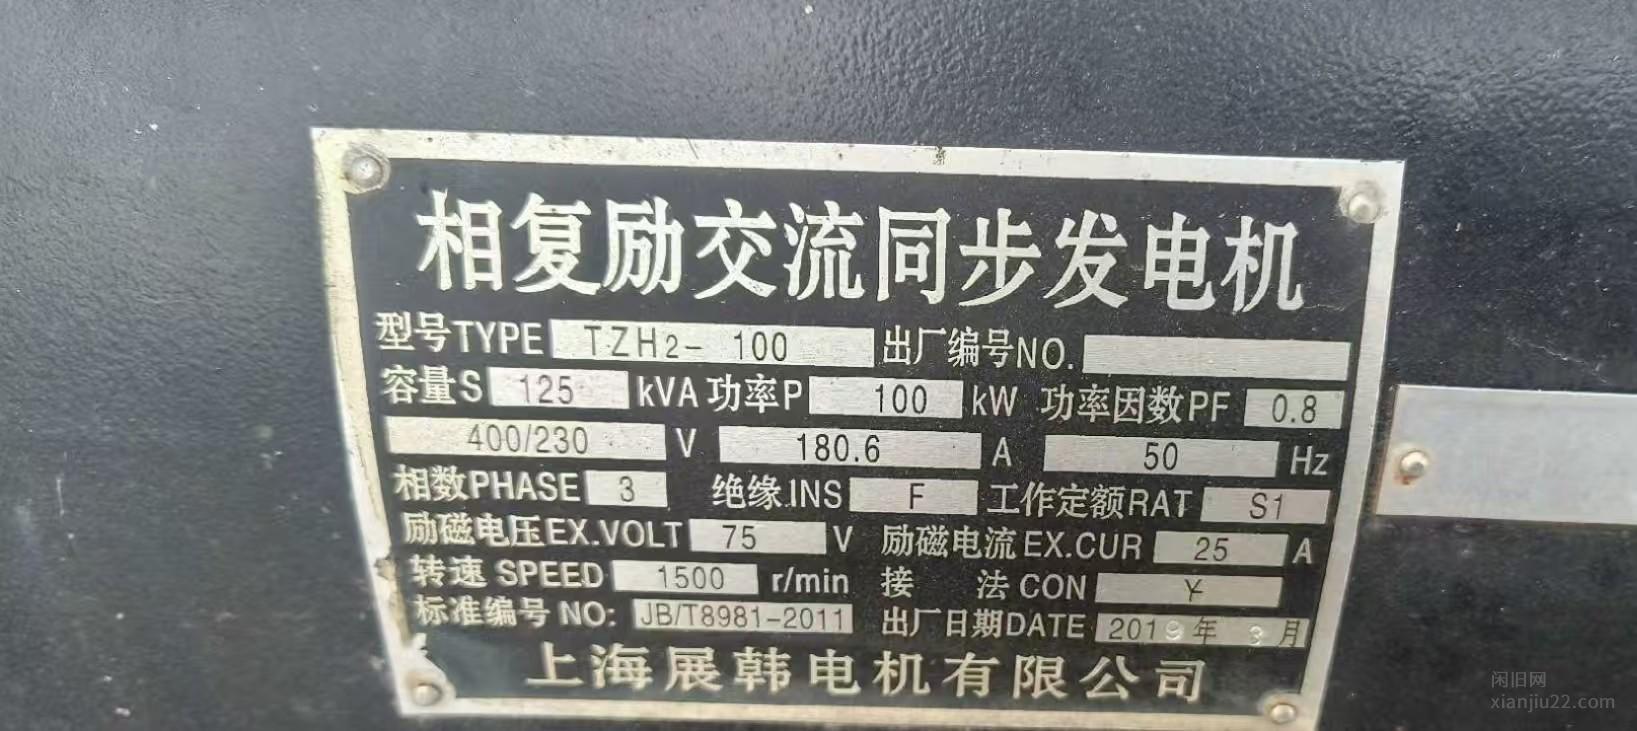 相复励交流同步发电机
型号TYPE TZH2-100 出厂编号NO.
容量S 125 kVA 功率P 100 kW 功率因数PF 0.8
400/230 V 180.6 A 50 Hz
相数PHASE 3 绝缘INS F 工作定额RAT S1
励磁电压EX.VOLT 75 V 励磁电流EX.CUR 25 A
转速 SPEED 1500 r/min 接 法 CON Y
标准编号 NO: JB/T8981-2011 出厂日期DATE 2019年 3月
上海展韩电机有限公司
闲旧网
xianjiu22.com